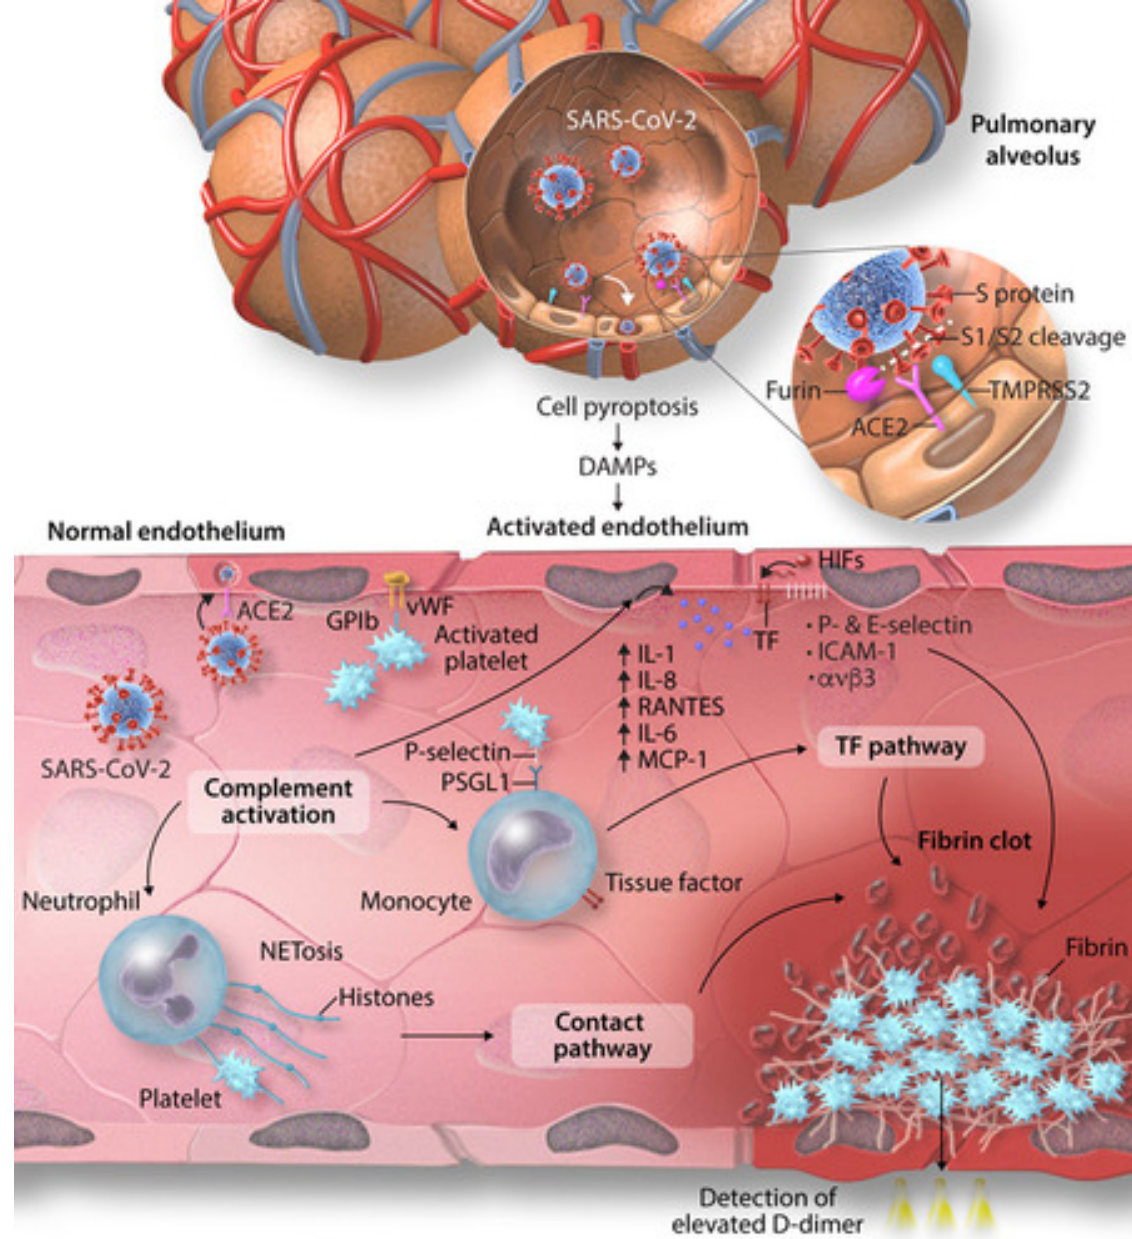 SARS-CoV-2
Pulmonary
alveolus
S protein
S1/S2 cleavage
Furin
TMPRSS2
ACE2
Cell pyroptosis
DAMPs
Normal endothelium
Activated endothelium
HIFs
ACE2
GPIb
vWF
Activated
platelet
TF
· P- & E-selectin
· ICAM-1
· ανβ3
IL-1
IL-8
RANTES
IL-6
MCP-1
SARS-CoV-2
P-selectin
PSGL1
TF pathway
Complement
activation
Fibrin clot
Neutrophil
Monocyte
Tissue factor
NETosis
Fibrin
Histones
Contact
pathway
Platelet
Detection of
elevated D-dimer